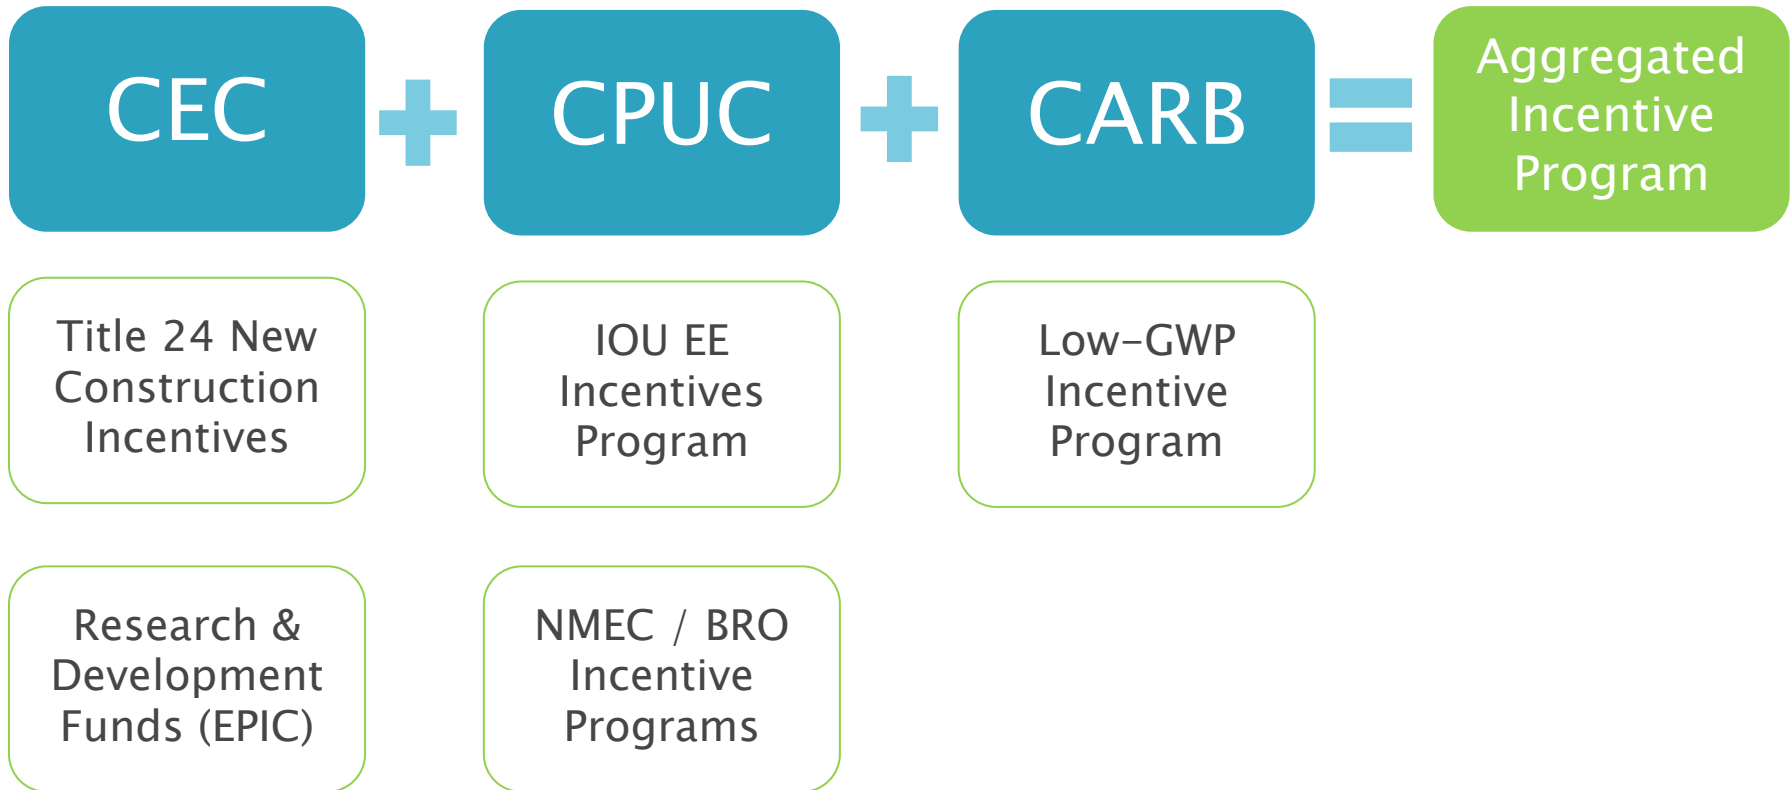 CEC
CPUC
CARB
Aggregated
Incentive
Program
Title 24 New
Construction
Incentives
IOU EE
Incentives
Program
Low-GWP
Incentive
Program
Research &
Development
Funds (EPIC)
NMEC / BRO
Incentive
Programs